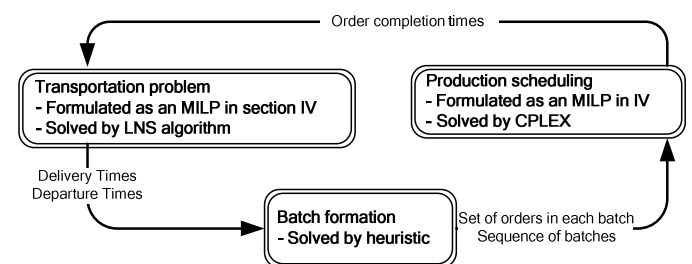 Order completion times
Transportation problem
- Formulated as an MILP in section IV
- Solved by LNS algorithm
Production scheduling
- Formulated as an MILP in IV
- Solved by CPLEX
Delivery Times
Departure Times
Batch formation
- Solved by heuristic
Set of orders in each batch
Sequence of batches